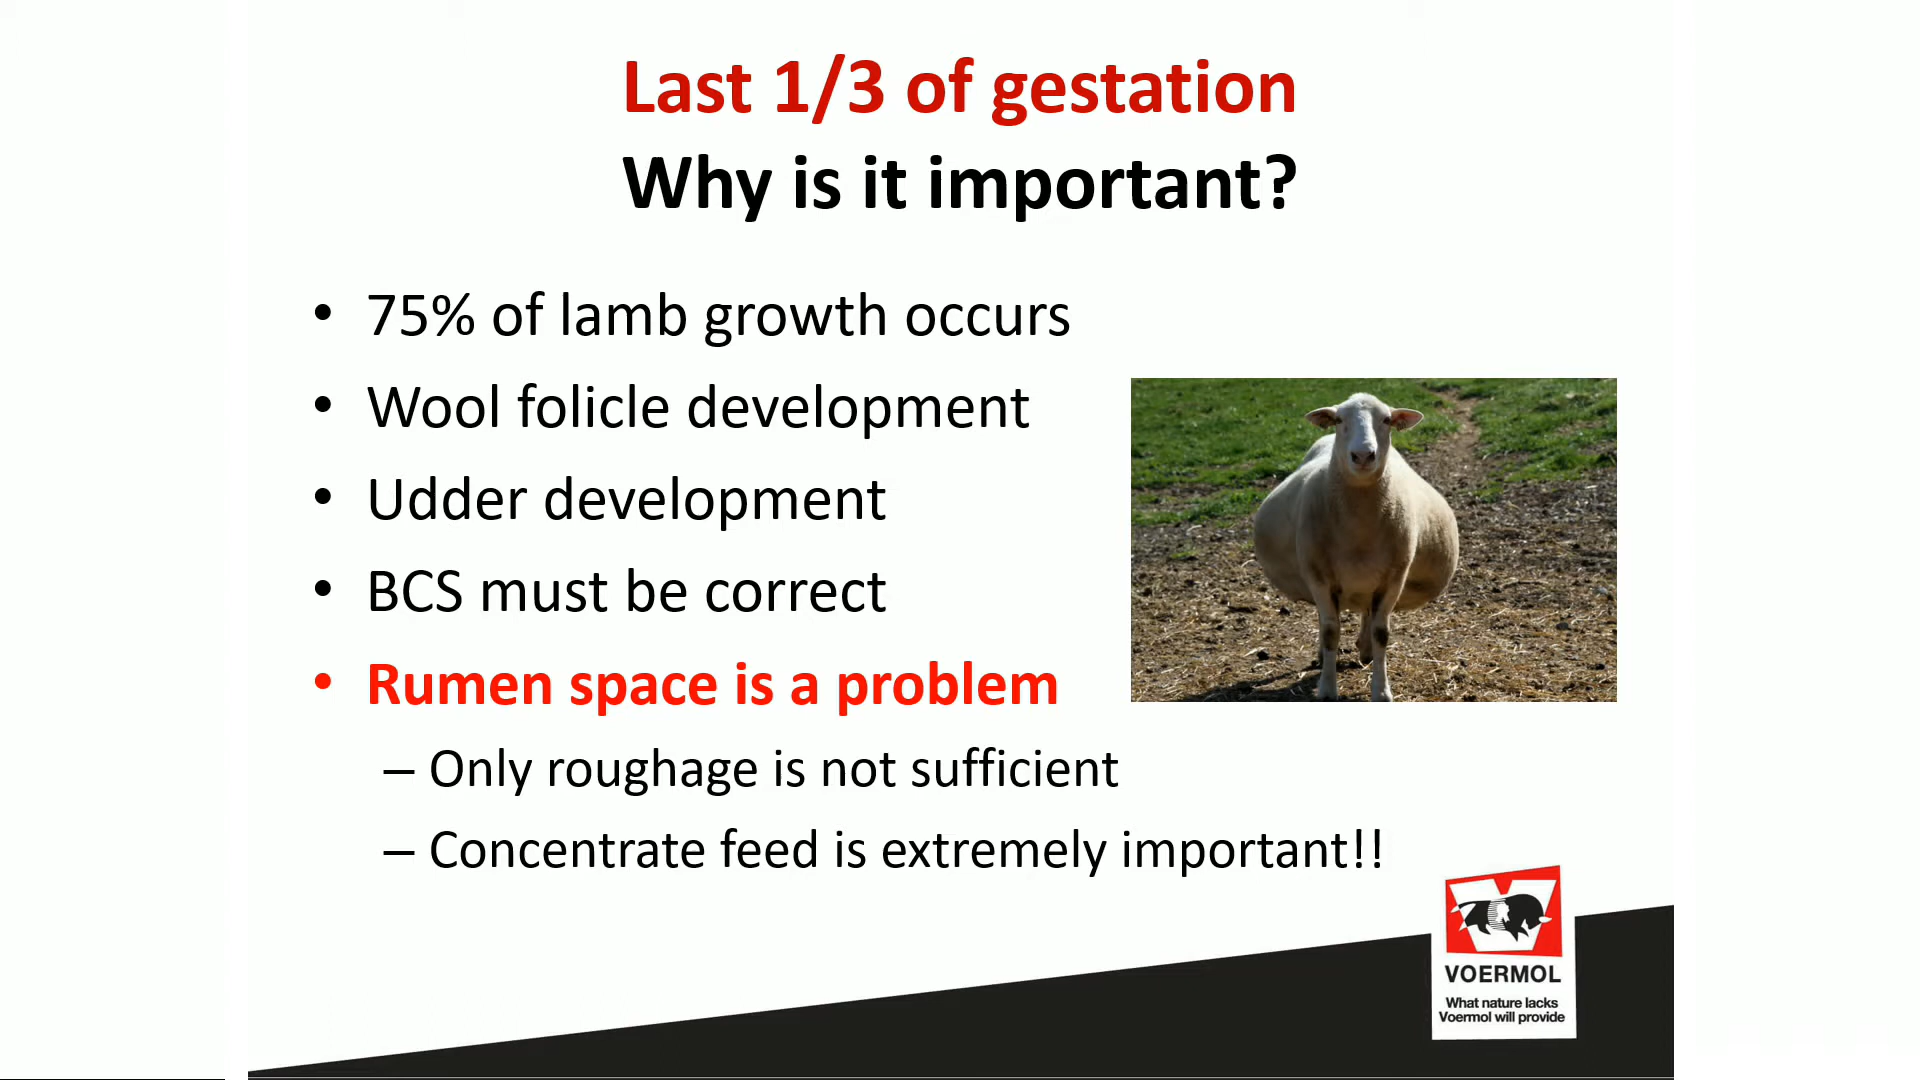 Last 1/3 of gestation
Why is it important?
• 75% of lamb growth occurs
• Wool folicle development
• Udder development
• BCS must be correct
• Rumen space is a problem
– Only roughage is not sufficient
– Concentrate feed is extremely important!!
VOERMOL
What nature lacks
Voermol will provide